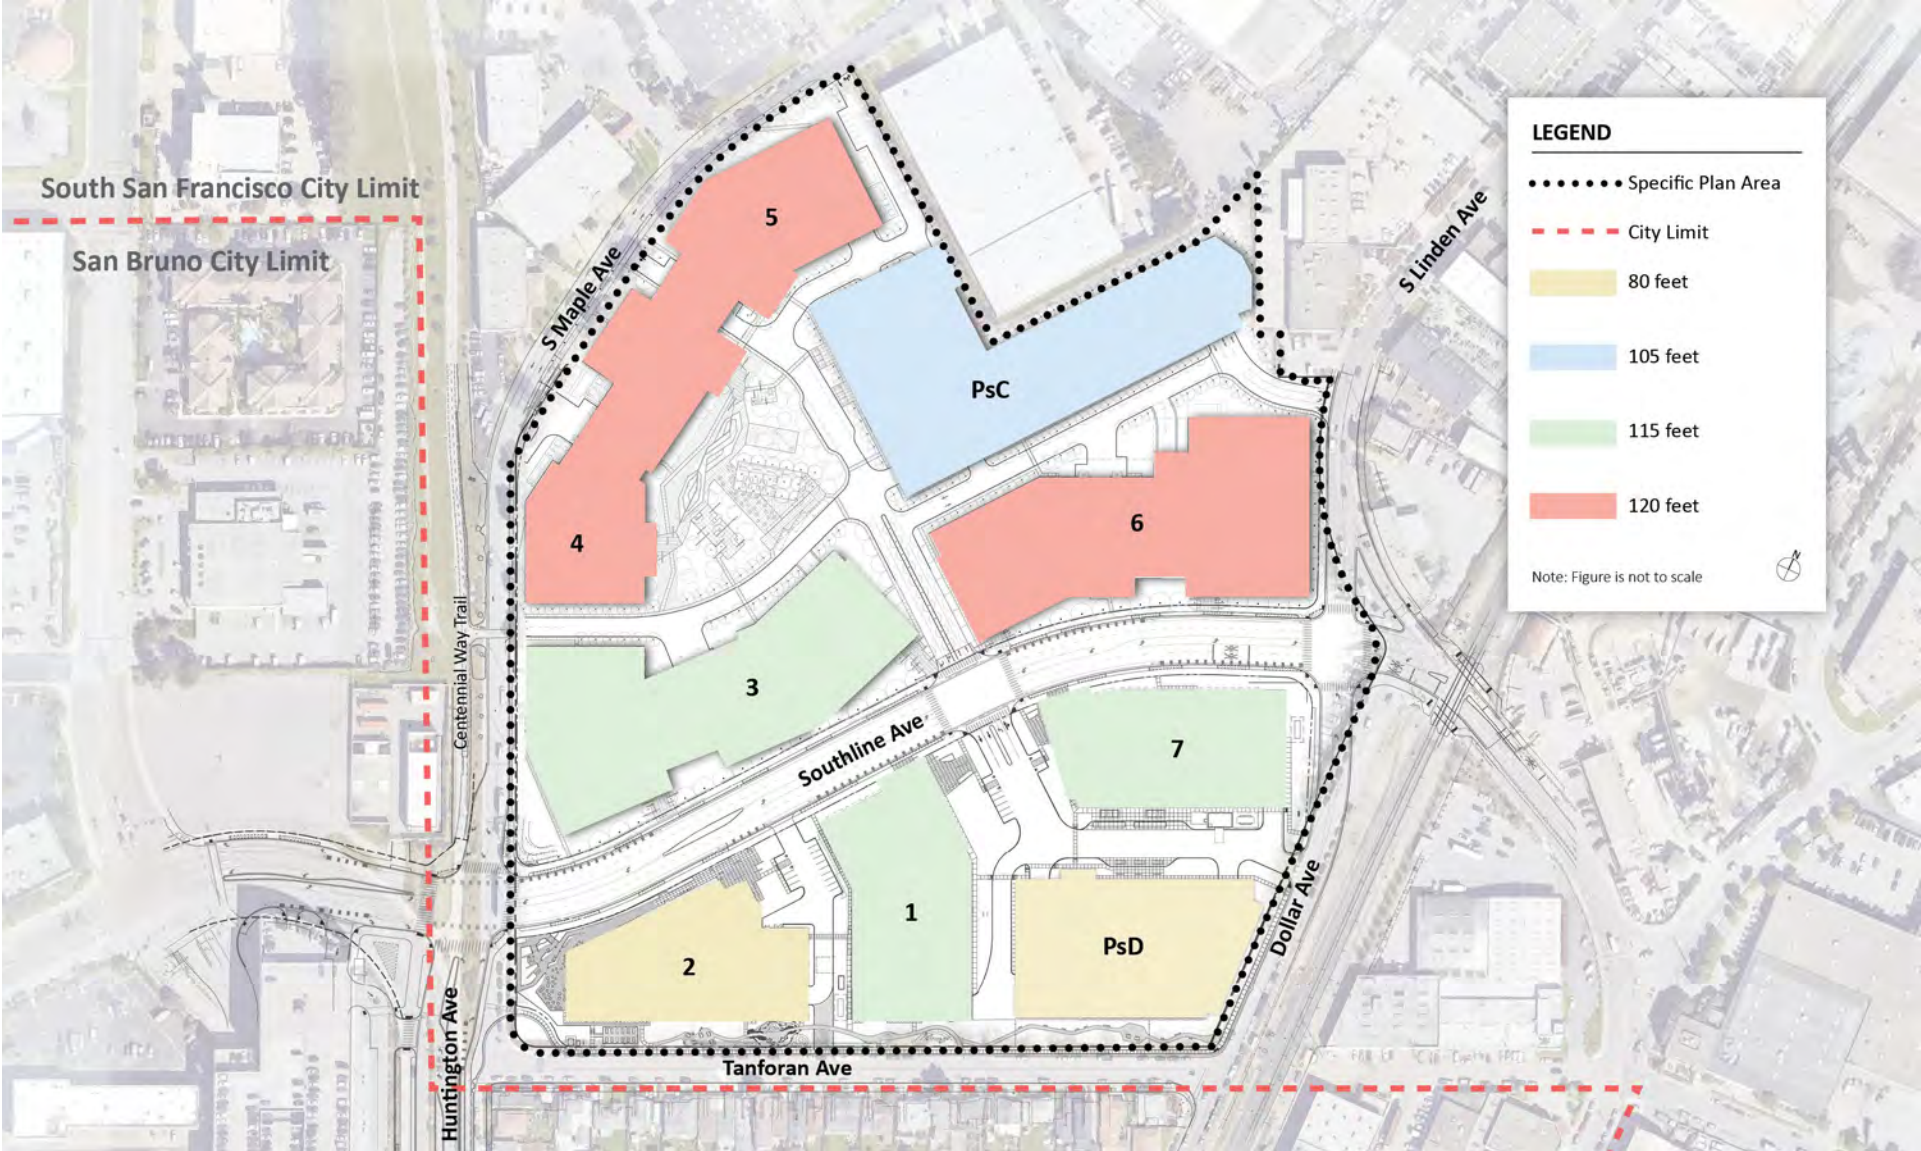 South San Francisco City Limit
San Bruno City Limit
S Maple Ave
S Linden Ave
5
PsC
4
6
3
Centennial Way Trail
Southline Ave
7
2
1
PsD
Dollar Ave
Huntington Ave
Tanforan Ave
LEGEND
Specific Plan Area
City Limit
80 feet
105 feet
115 feet
120 feet
Note: Figure is not to scale
N